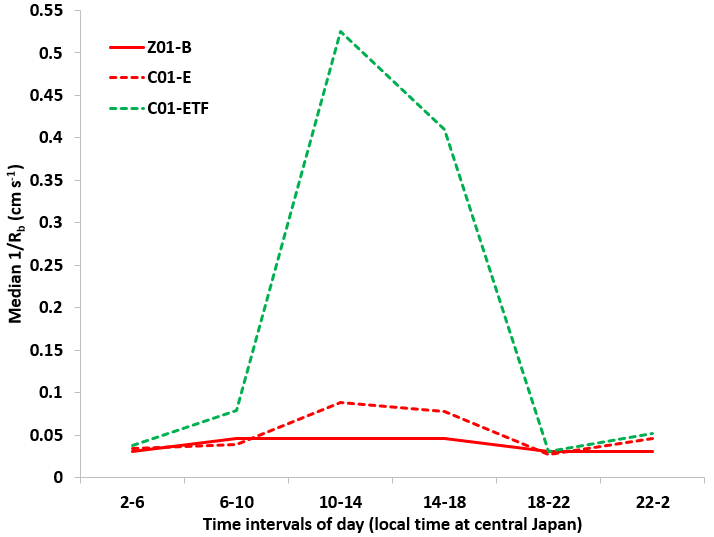 0.55
0.5
0.45
0.4
0.35
0.3
0.25
0.2
0.15
0.1
0.05
0
Median 1/Rb (cm s-1)
Z01-B
C01-E
C01-ETF
2-6 6-10 10-14 14-18 18-22 22-2
Time intervals of day (local time at central Japan)